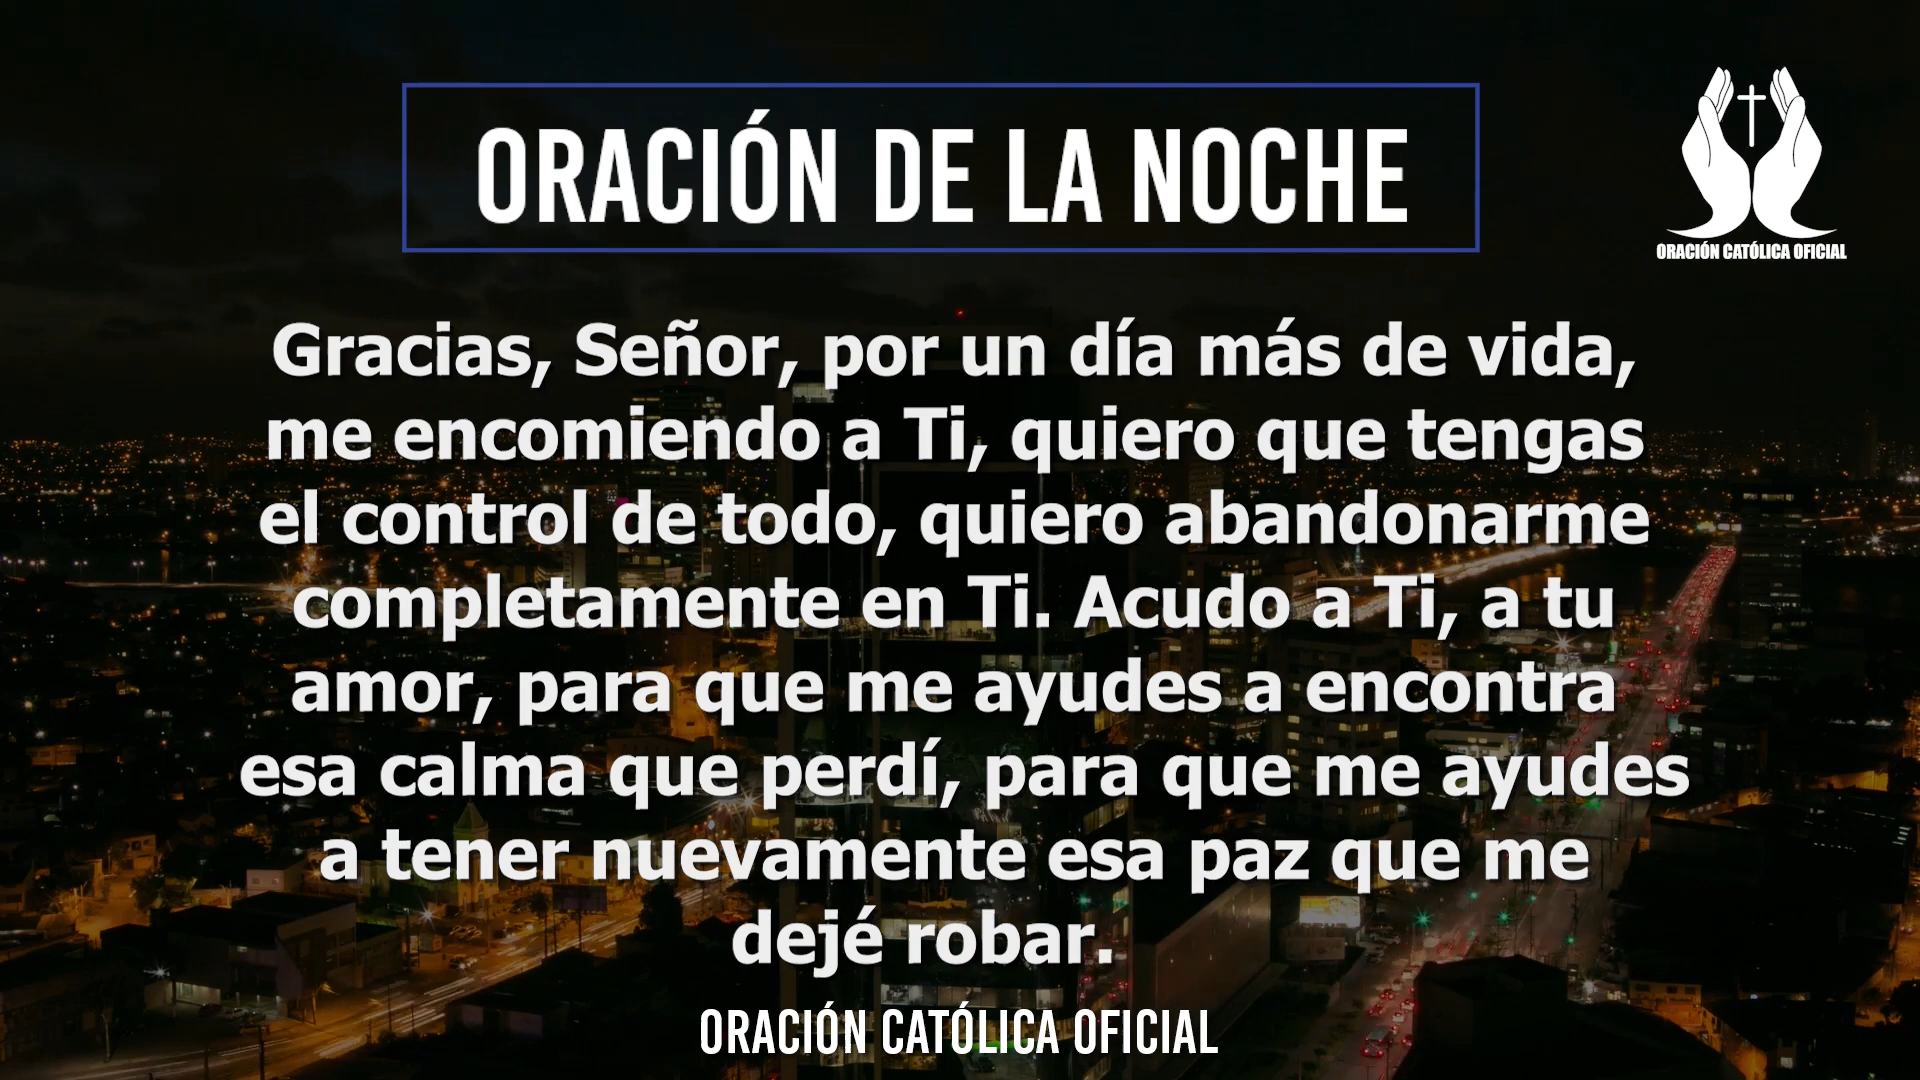 ORACIÓN DE LA NOCHE
ORACIÓN CATÓLICA OFICIAL
Gracias, Señor, por un día más de vida,
me encomiendo a Ti, quiero que tengas
el control de todo, quiero abandonarme
completamente en Ti. Acudo a Ti, a tu
amor, para que me ayudes a encontra
esa calma que perdí, para que me ayudes
a tener nuevamente esa paz que me
dejé robar.
ORACIÓN CATÓLICA OFICIAL